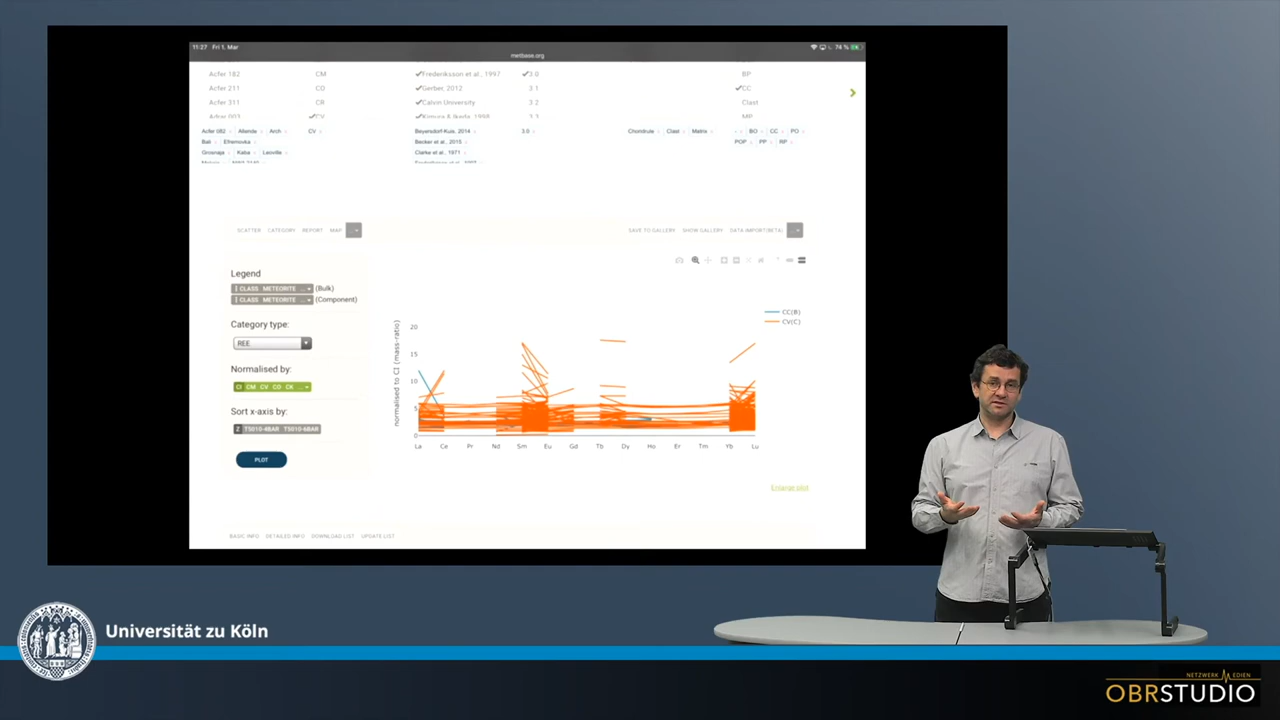 11:27 Fri 1. Mar
74 %
metbase.org
Acfer 182 CM Frederiksson et al., 1997 3.0 BP
Acfer 211 CO Gerber, 2012 3 1 CC
Acfer 311 CR Calvin University 3 2 Clast
CV
Acfer 082 Allende Arch CV Beyersdorf-Kuis, 2014 3.0 Chondrule Clast Matrix BO CC PO
Bali Efremovka Becker et al., 2015 POP PP RP
Grosnaja Kaba Leoville Clarke et al., 1971
SCATTER CATEGORY REPORT MAP ... SAVE TO GALLERY SHOW GALLERY DATA IMPORT(BETA) ...
Legend
CLASS METEORITE ... (Bulk)
CLASS METEORITE ... (Component)
Category type:
REE
Normalised by:
CI CM CV CO CK ...
Sort x-axis by:
Z T5010-4BAR T5010-6BAR
PLOT
CC(B)
CV(C)
normalised to CI (mass-ratio)
20
15
10
5
0
La Ce Pr Nd Sm Eu Gd Tb Dy Ho Er Tm Yb Lu
Enlarge plot
BASIC INFO DETAILED INFO DOWNLOAD LIST UPDATE LIST
Universität zu Köln
NETZWERK MEDIEN
OBRSTUDIO